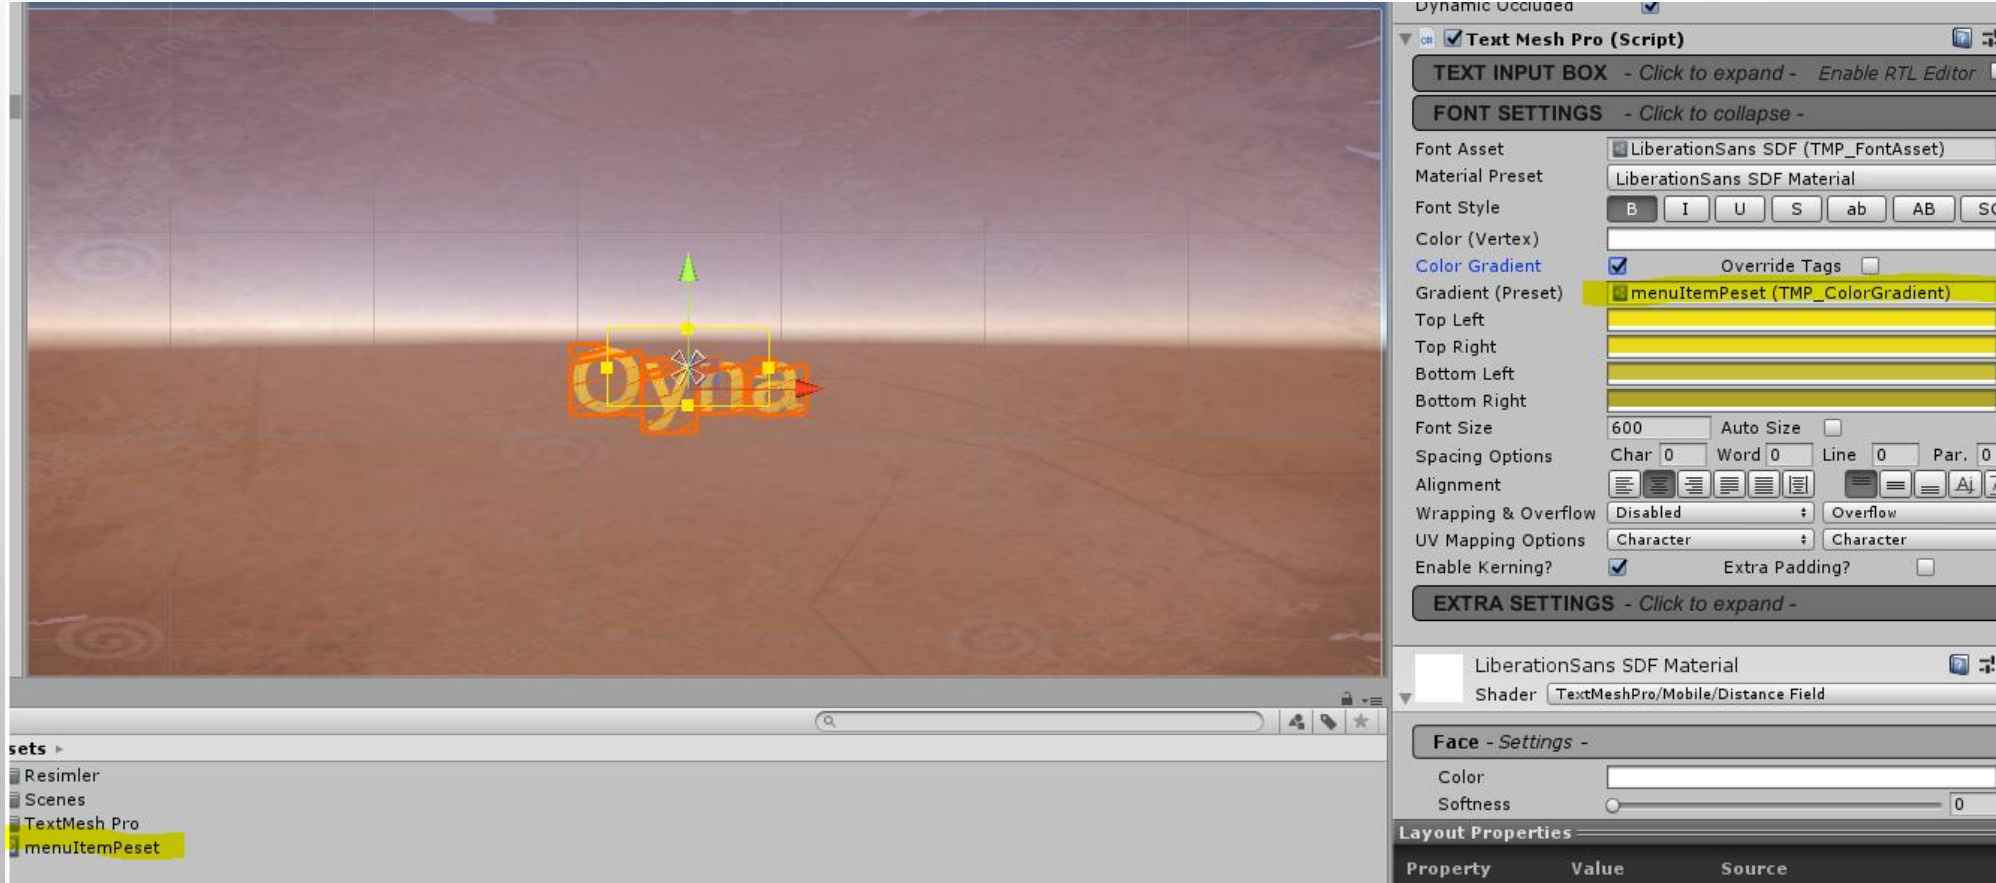 Dynamic Occluded
Text Mesh Pro (Script)
TEXT INPUT BOX - Click to expand - Enable RTL Editor
FONT SETTINGS - Click to collapse -
Font Asset LiberationSans SDF (TMP_FontAsset)
Material Preset LiberationSans SDF Material
Font Style B I U S ab AB SC
Color (Vertex)
Color Gradient Override Tags
Gradient (Preset) menuItemPeset (TMP_ColorGradient)
Top Left
Top Right
Bottom Left
Bottom Right
Font Size 600 Auto Size
Spacing Options Char 0 Word 0 Line 0 Par. 0
Alignment
Wrapping & Overflow Disabled Overflow
UV Mapping Options Character Character
Enable Kerning? Extra Padding?
EXTRA SETTINGS - Click to expand -
LiberationSans SDF Material
Shader TextMeshPro/Mobile/Distance Field
Face - Settings -
Color
Softness 0
Layout Properties
Property Value Source
Oyna
sets
Resimler
Scenes
TextMesh Pro
menuItemPeset